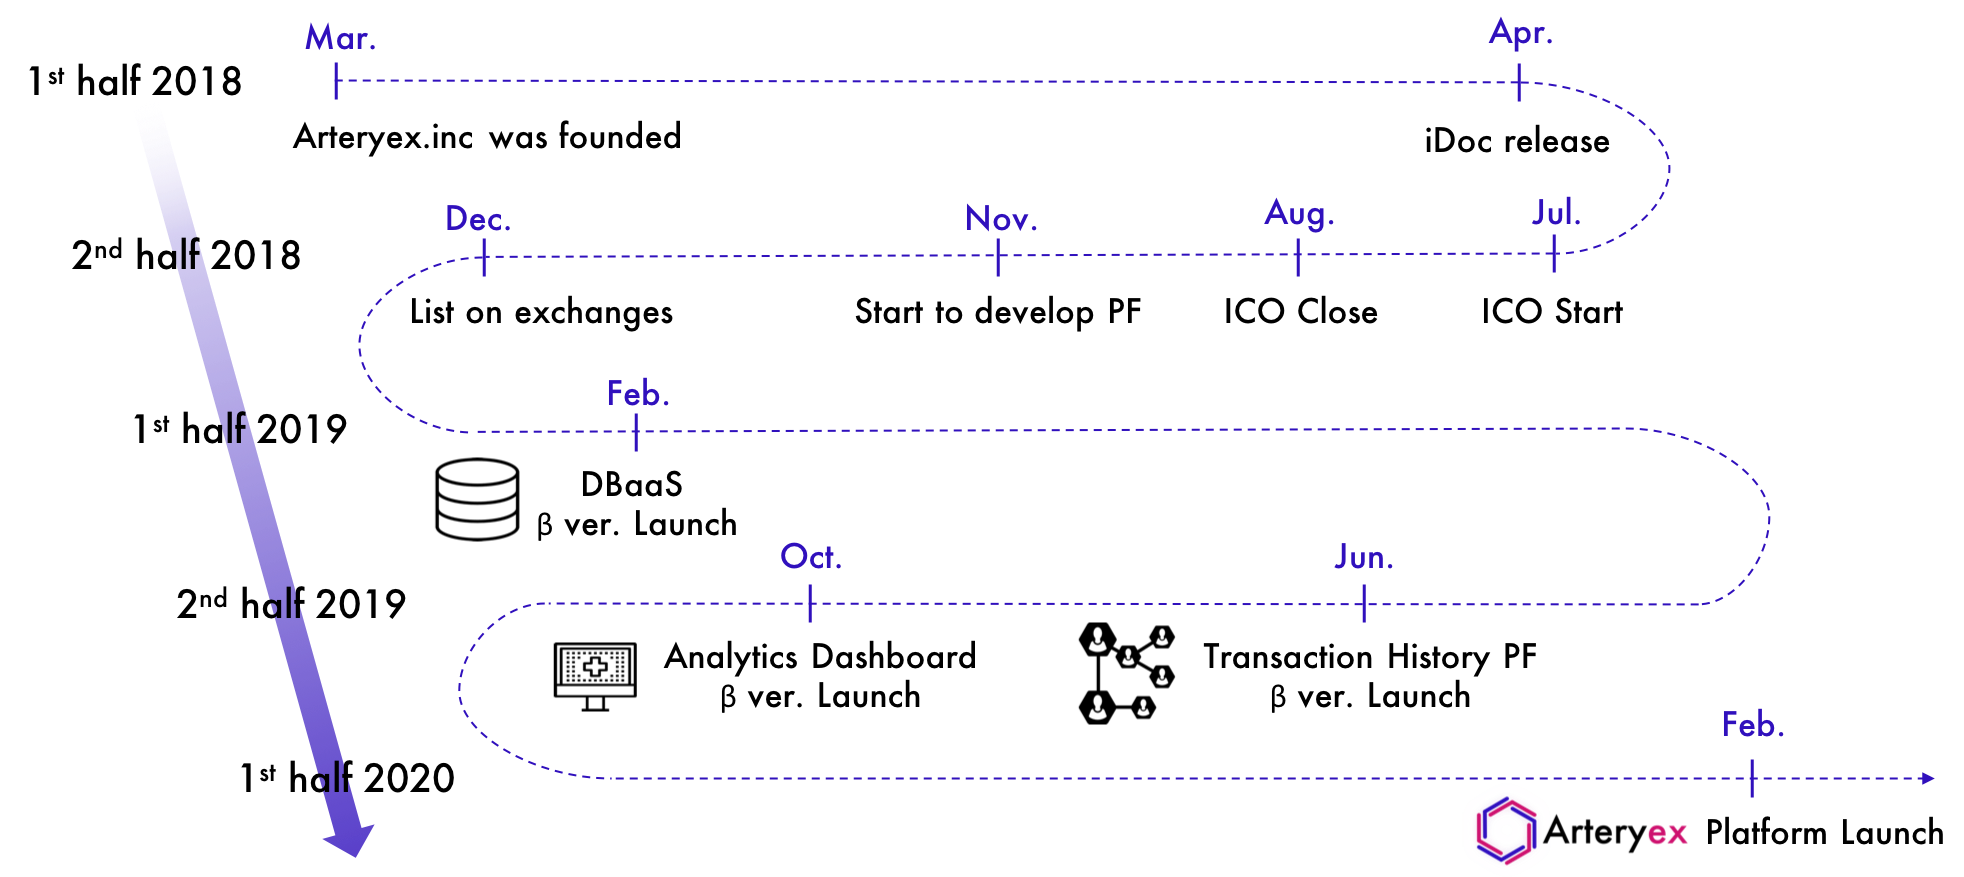 Mar.
Apr.
1st half 2018
Arteryex.inc was founded
iDoc release
Dec.
Nov.
Aug.
Jul.
2nd half 2018
List on exchanges
Start to develop PF
ICO Close
ICO Start
Feb.
1st half 2019
DBaaS
β ver. Launch
Oct.
Jun.
2nd half 2019
Analytics Dashboard
β ver. Launch
Transaction History PF
β ver. Launch
Feb.
1st half 2020
Arteryex Platform Launch